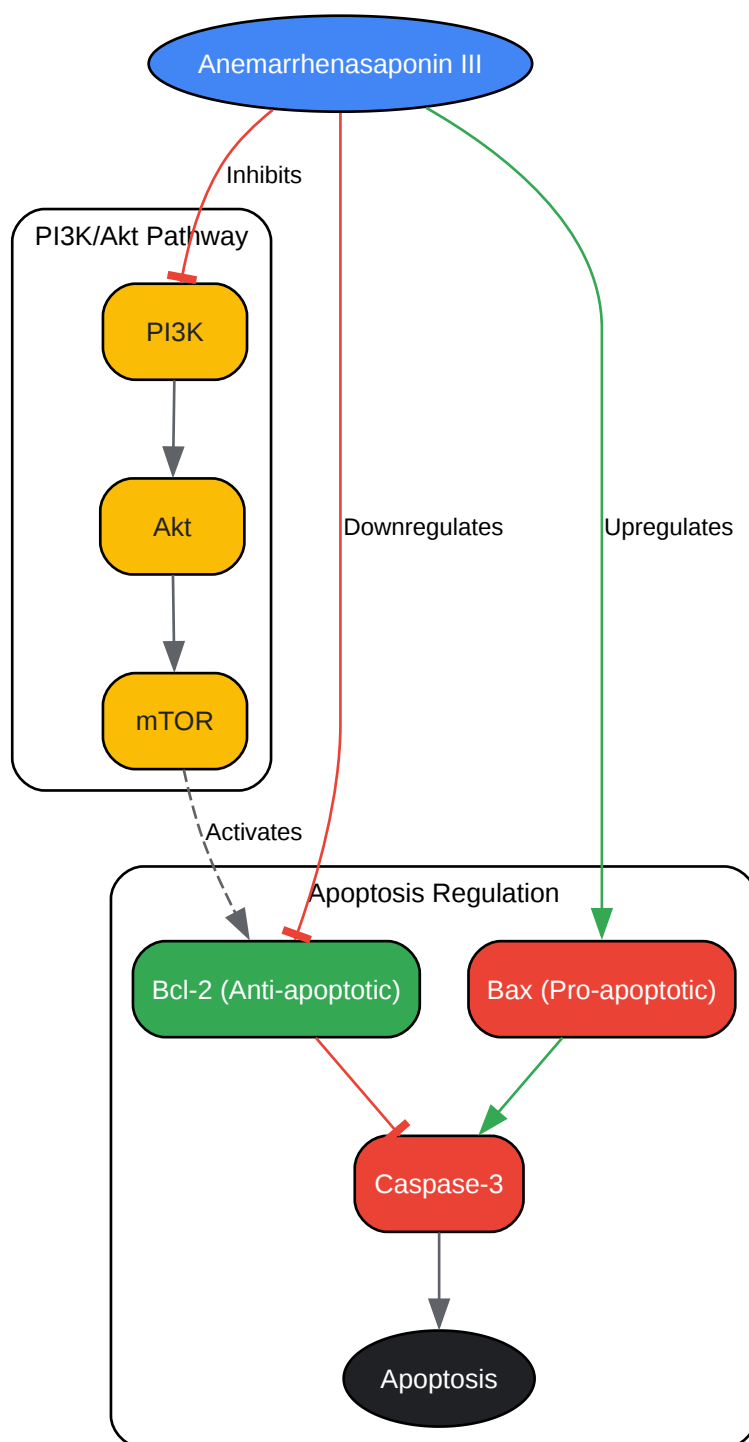 Anemarrhenasaponin III
Inhibits
PI3K/Akt Pathway
PI3K
Akt
Downregulates
Upregulates
mTOR
Activates
Apoptosis Regulation
Bcl-2 (Anti-apoptotic)
Bax (Pro-apoptotic)
Caspase-3
Apoptosis